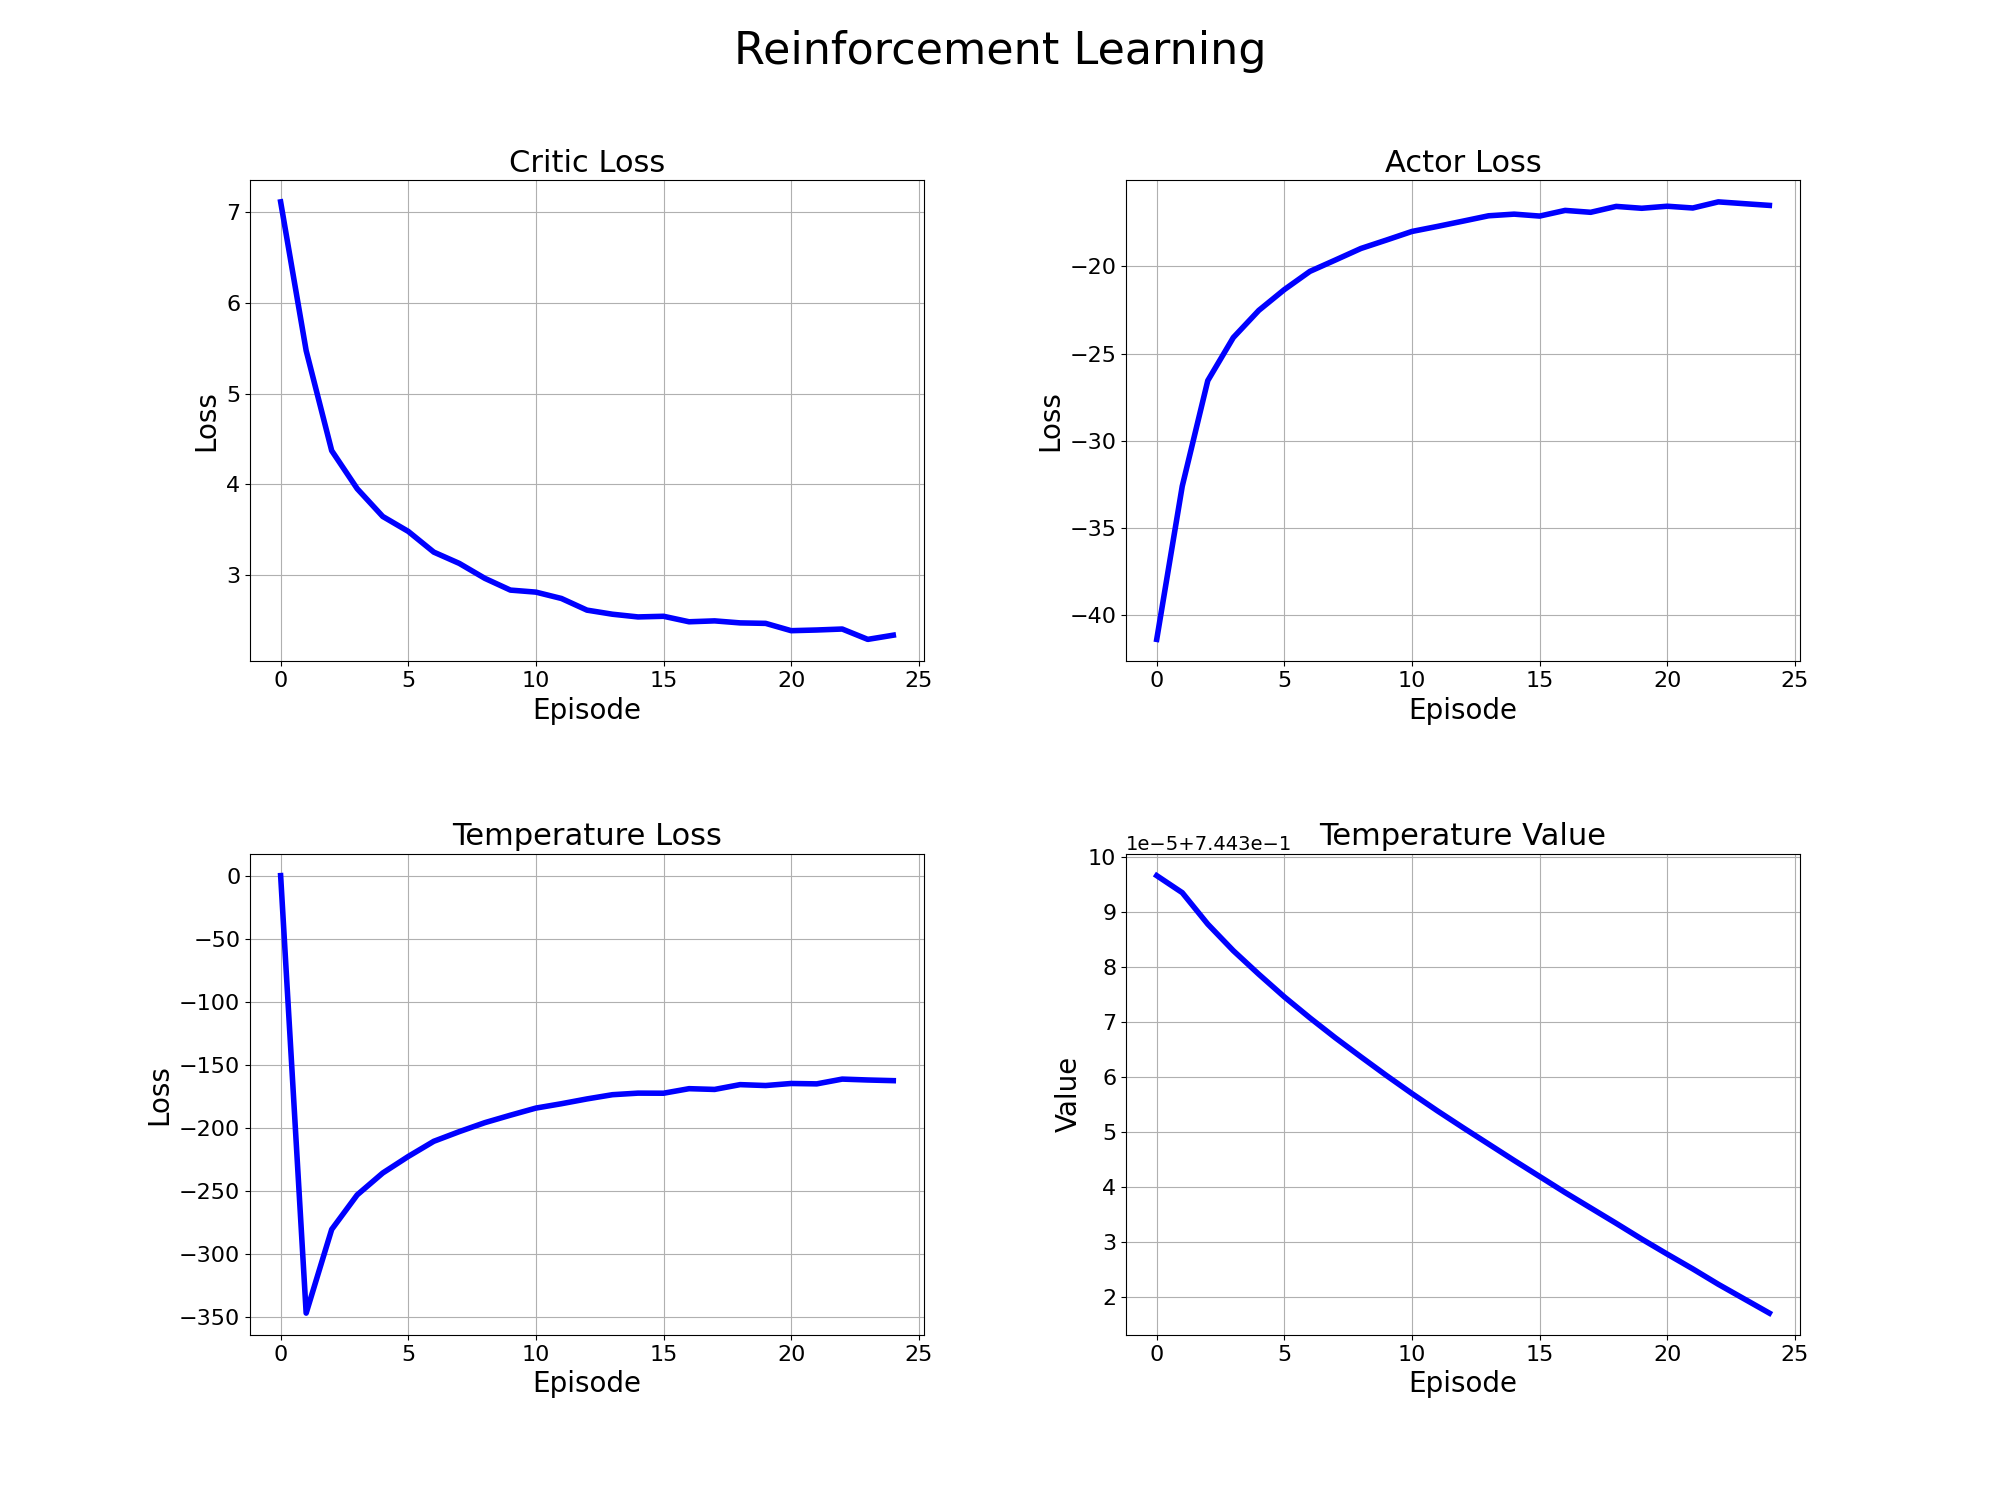 Reinforcement Learning
Critic Loss
7
6
5
4
3
Loss
0 5 10 15 20 25
Episode
Actor Loss
−20
−25
−30
−35
−40
Loss
0 5 10 15 20 25
Episode
Temperature Loss
0
−50
−100
−150
−200
−250
−300
−350
Loss
0 5 10 15 20 25
Episode
1e−5+7.443e−1 Temperature Value
10
9
8
7
6
5
4
3
2
Value
0 5 10 15 20 25
Episode